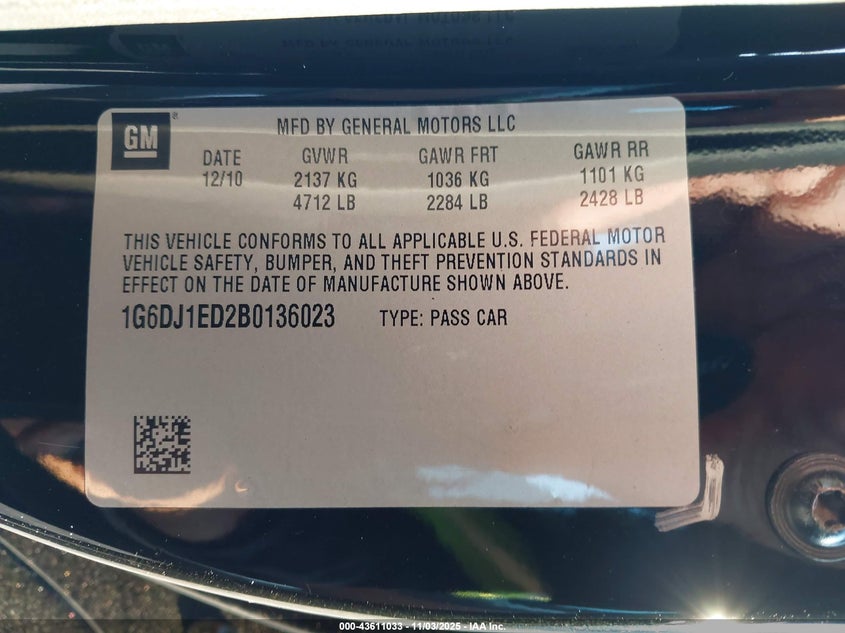 GM
MFD BY GENERAL MOTORS LLC
DATE GVWR GAWR FRT GAWR RR
12/10 2137 KG 1036 KG 1101 KG
4712 LB 2284 LB 2428 LB
THIS VEHICLE CONFORMS TO ALL APPLICABLE U.S. FEDERAL MOTOR
VEHICLE SAFETY, BUMPER, AND THEFT PREVENTION STANDARDS IN
EFFECT ON THE DATE OF MANUFACTURE SHOWN ABOVE.
1G6DJ1ED2B0136023 TYPE: PASS CAR
000-43611033 - 11/03/2025 - IAA Inc.